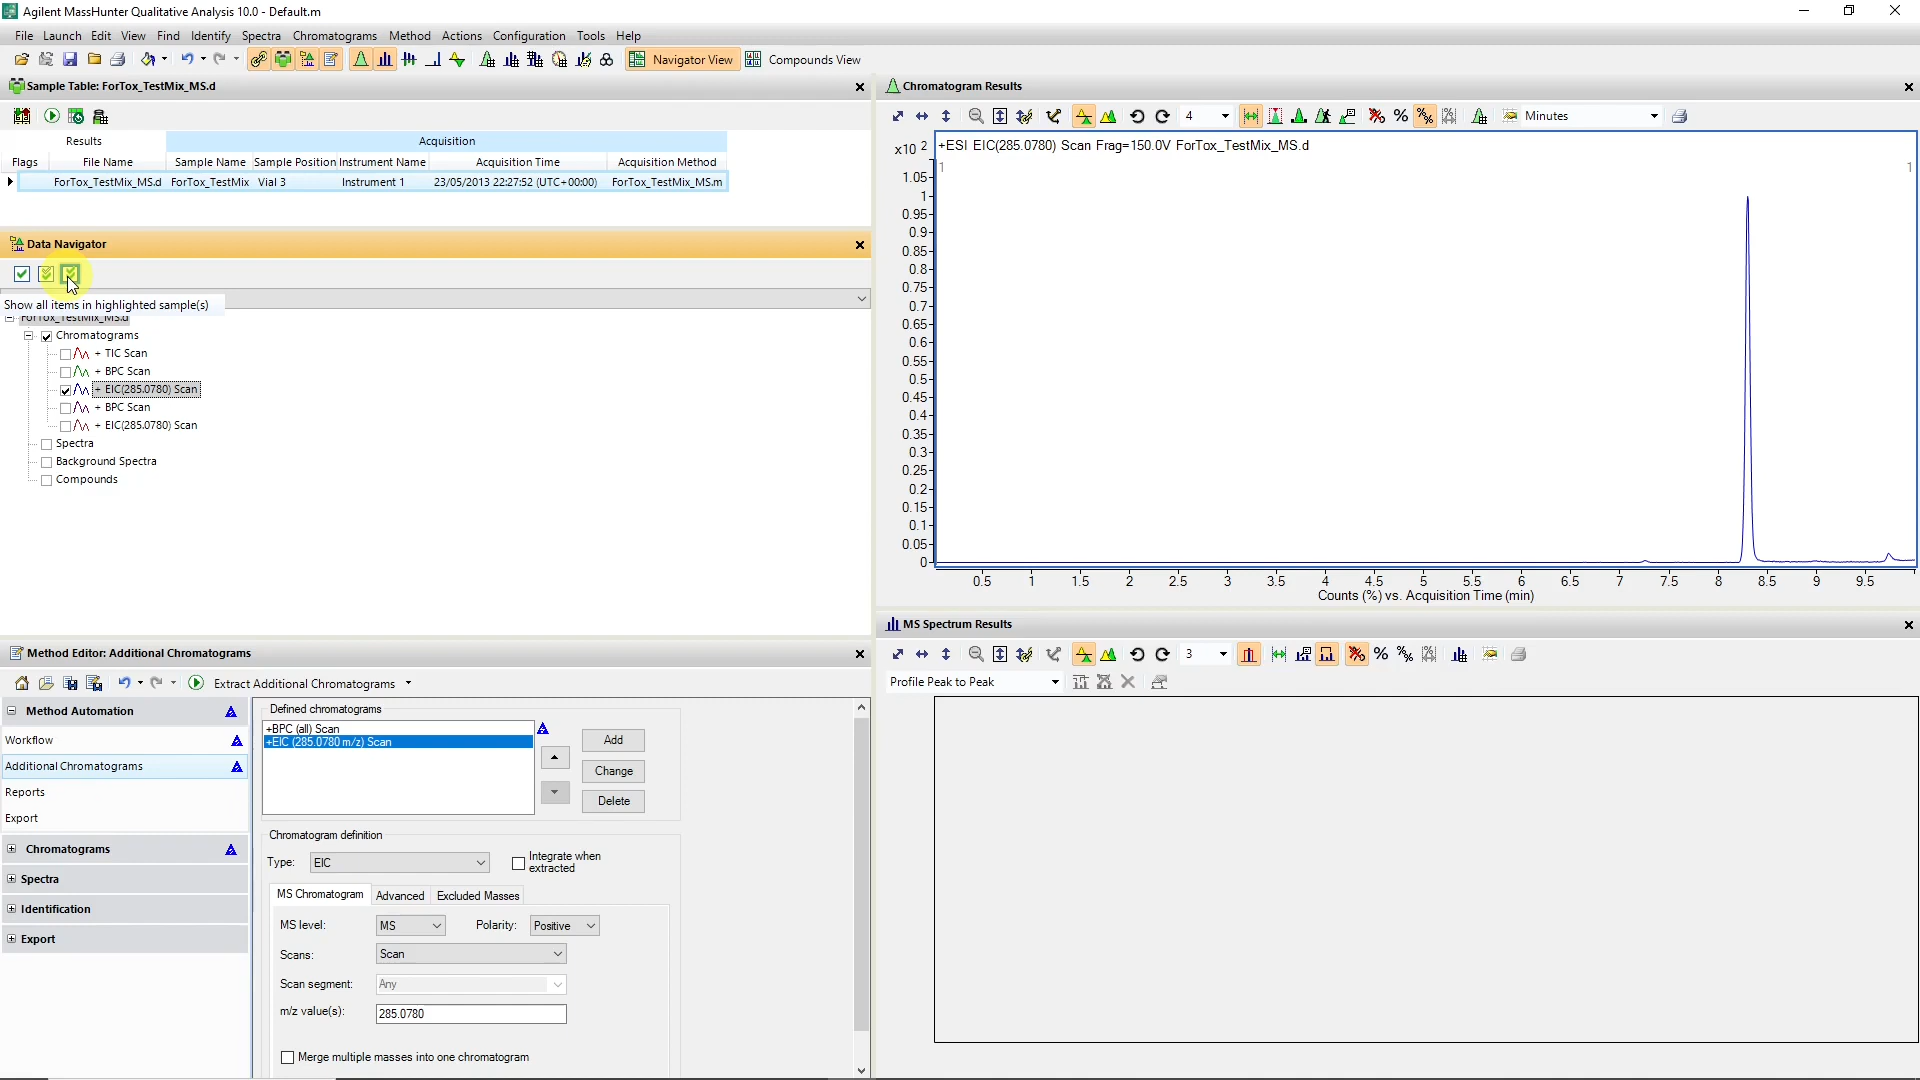 Agilent MassHunter Qualitative Analysis 10.0 - Default.m
File Launch Edit View Find Identify Spectra Chromatograms Method Actions Configuration Tools Help
Navigator View Compounds View
Sample Table: ForTox_TestMix_MS.d
Results Acquisition
Flags File Name Sample Name Sample Position Instrument Name Acquisition Time Acquisition Method
ForTox_TestMix_MS.d ForTox_TestMix Vial 3 Instrument 1 23/05/2013 22:27:52 (UTC+00:00) ForTox_TestMix_MS.m
Data Navigator
Show all items in highlighted sample(s)
ForTox_TestMix_MS.d
Chromatograms
+ TIC Scan
+ BPC Scan
+ EIC(285.0780) Scan
+ BPC Scan
+ EIC(285.0780) Scan
Spectra
Background Spectra
Compounds
Method Editor: Additional Chromatograms
Extract Additional Chromatograms
Method Automation
Workflow
Additional Chromatograms
Reports
Export
Chromatograms
Spectra
Identification
Export
Defined chromatograms
+BPC (all) Scan
+EIC (285.0780 m/z) Scan
Add
Change
Delete
Chromatogram definition
Type: EIC
Integrate when
extracted
MS Chromatogram Advanced Excluded Masses
MS level: MS Polarity: Positive
Scans: Scan
Scan segment: Any
m/z value(s): 285.0780
Merge multiple masses into one chromatogram
Chromatogram Results
4 Minutes
x10 2
+ESI EIC(285.0780) Scan Frag=150.0V ForTox_TestMix_MS.d
1 1
1.05
1
0.95
0.9
0.85
0.8
0.75
0.7
0.65
0.6
0.55
0.5
0.45
0.4
0.35
0.3
0.25
0.2
0.15
0.1
0.05
0
0.5 1 1.5 2 2.5 3 3.5 4 4.5 5 5.5 6 6.5 7 7.5 8 8.5 9 9.5
Counts (%) vs. Acquisition Time (min)
MS Spectrum Results
3
Profile Peak to Peak